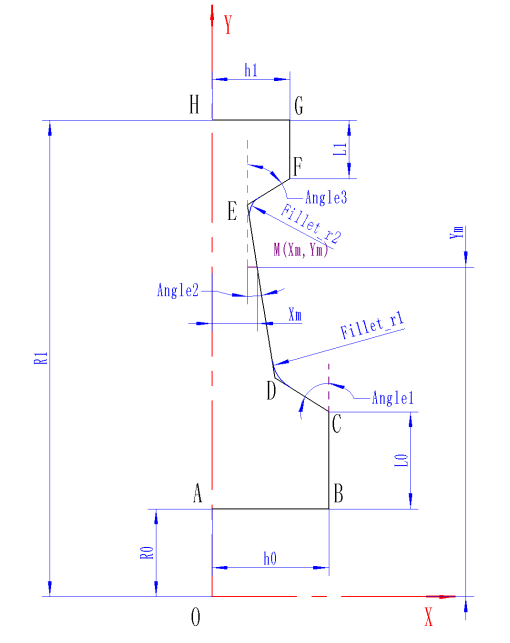 Y
h1
H
G
L1
F
Angle3
E
Fillet_r2
Ym
M(Xm, Ym)
Angle2
Xm
Fillet_r1
R1
D
Angle1
C
L0
A
B
R0
h0
O
X